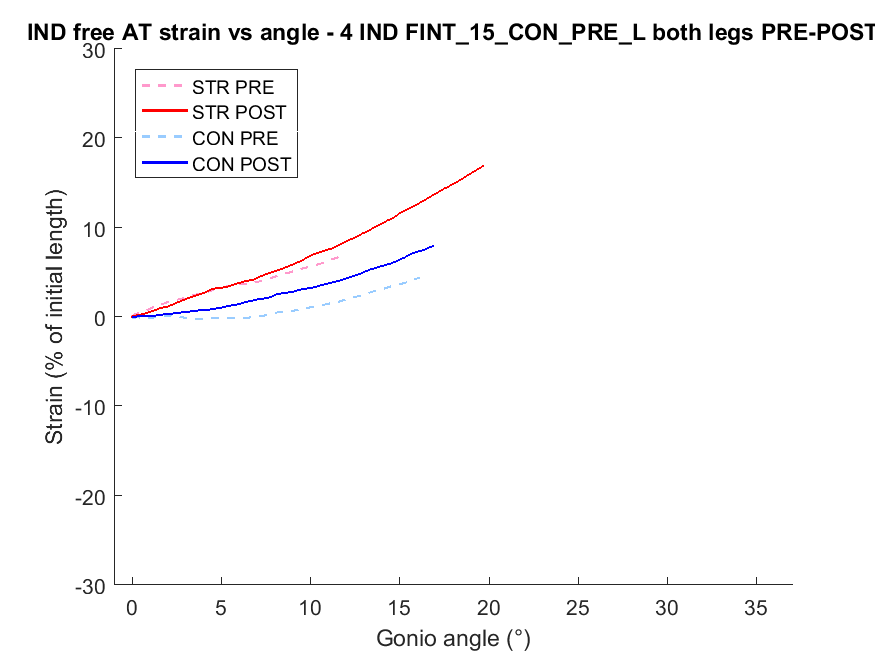 IND free AT strain vs angle - 4 IND FINT_15_CON_PRE_L both legs PRE-POST
STR PRE
STR POST
CON PRE
CON POST
Strain (% of initial length)
30
20
10
0
-10
-20
-30
0 5 10 15 20 25 30 35
Gonio angle (°)